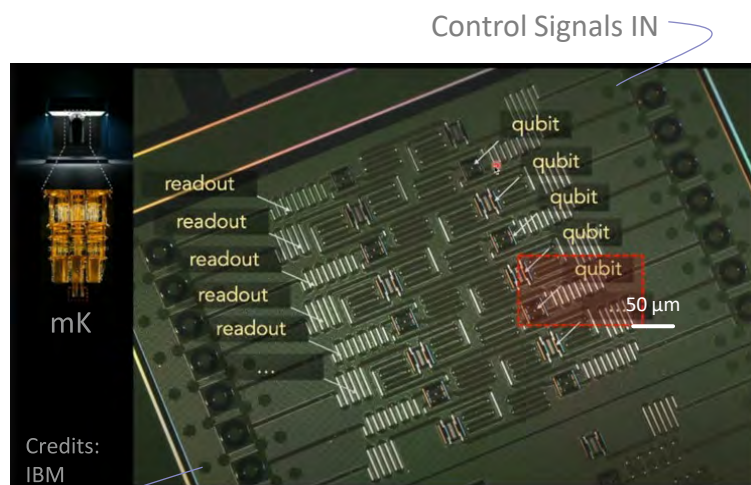 Control Signals IN
qubit
qubit
qubit
qubit
qubit
readout
readout
readout
readout
readout
...
50 µm
mK
Credits:
IBM